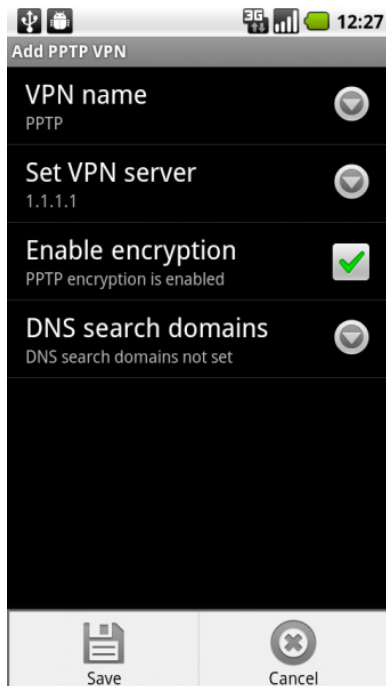 3G 12:27
Add PPTP VPN
VPN name
PPTP
Set VPN server
1.1.1.1
Enable encryption
PPTP encryption is enabled
DNS search domains
DNS search domains not set
Save Cancel